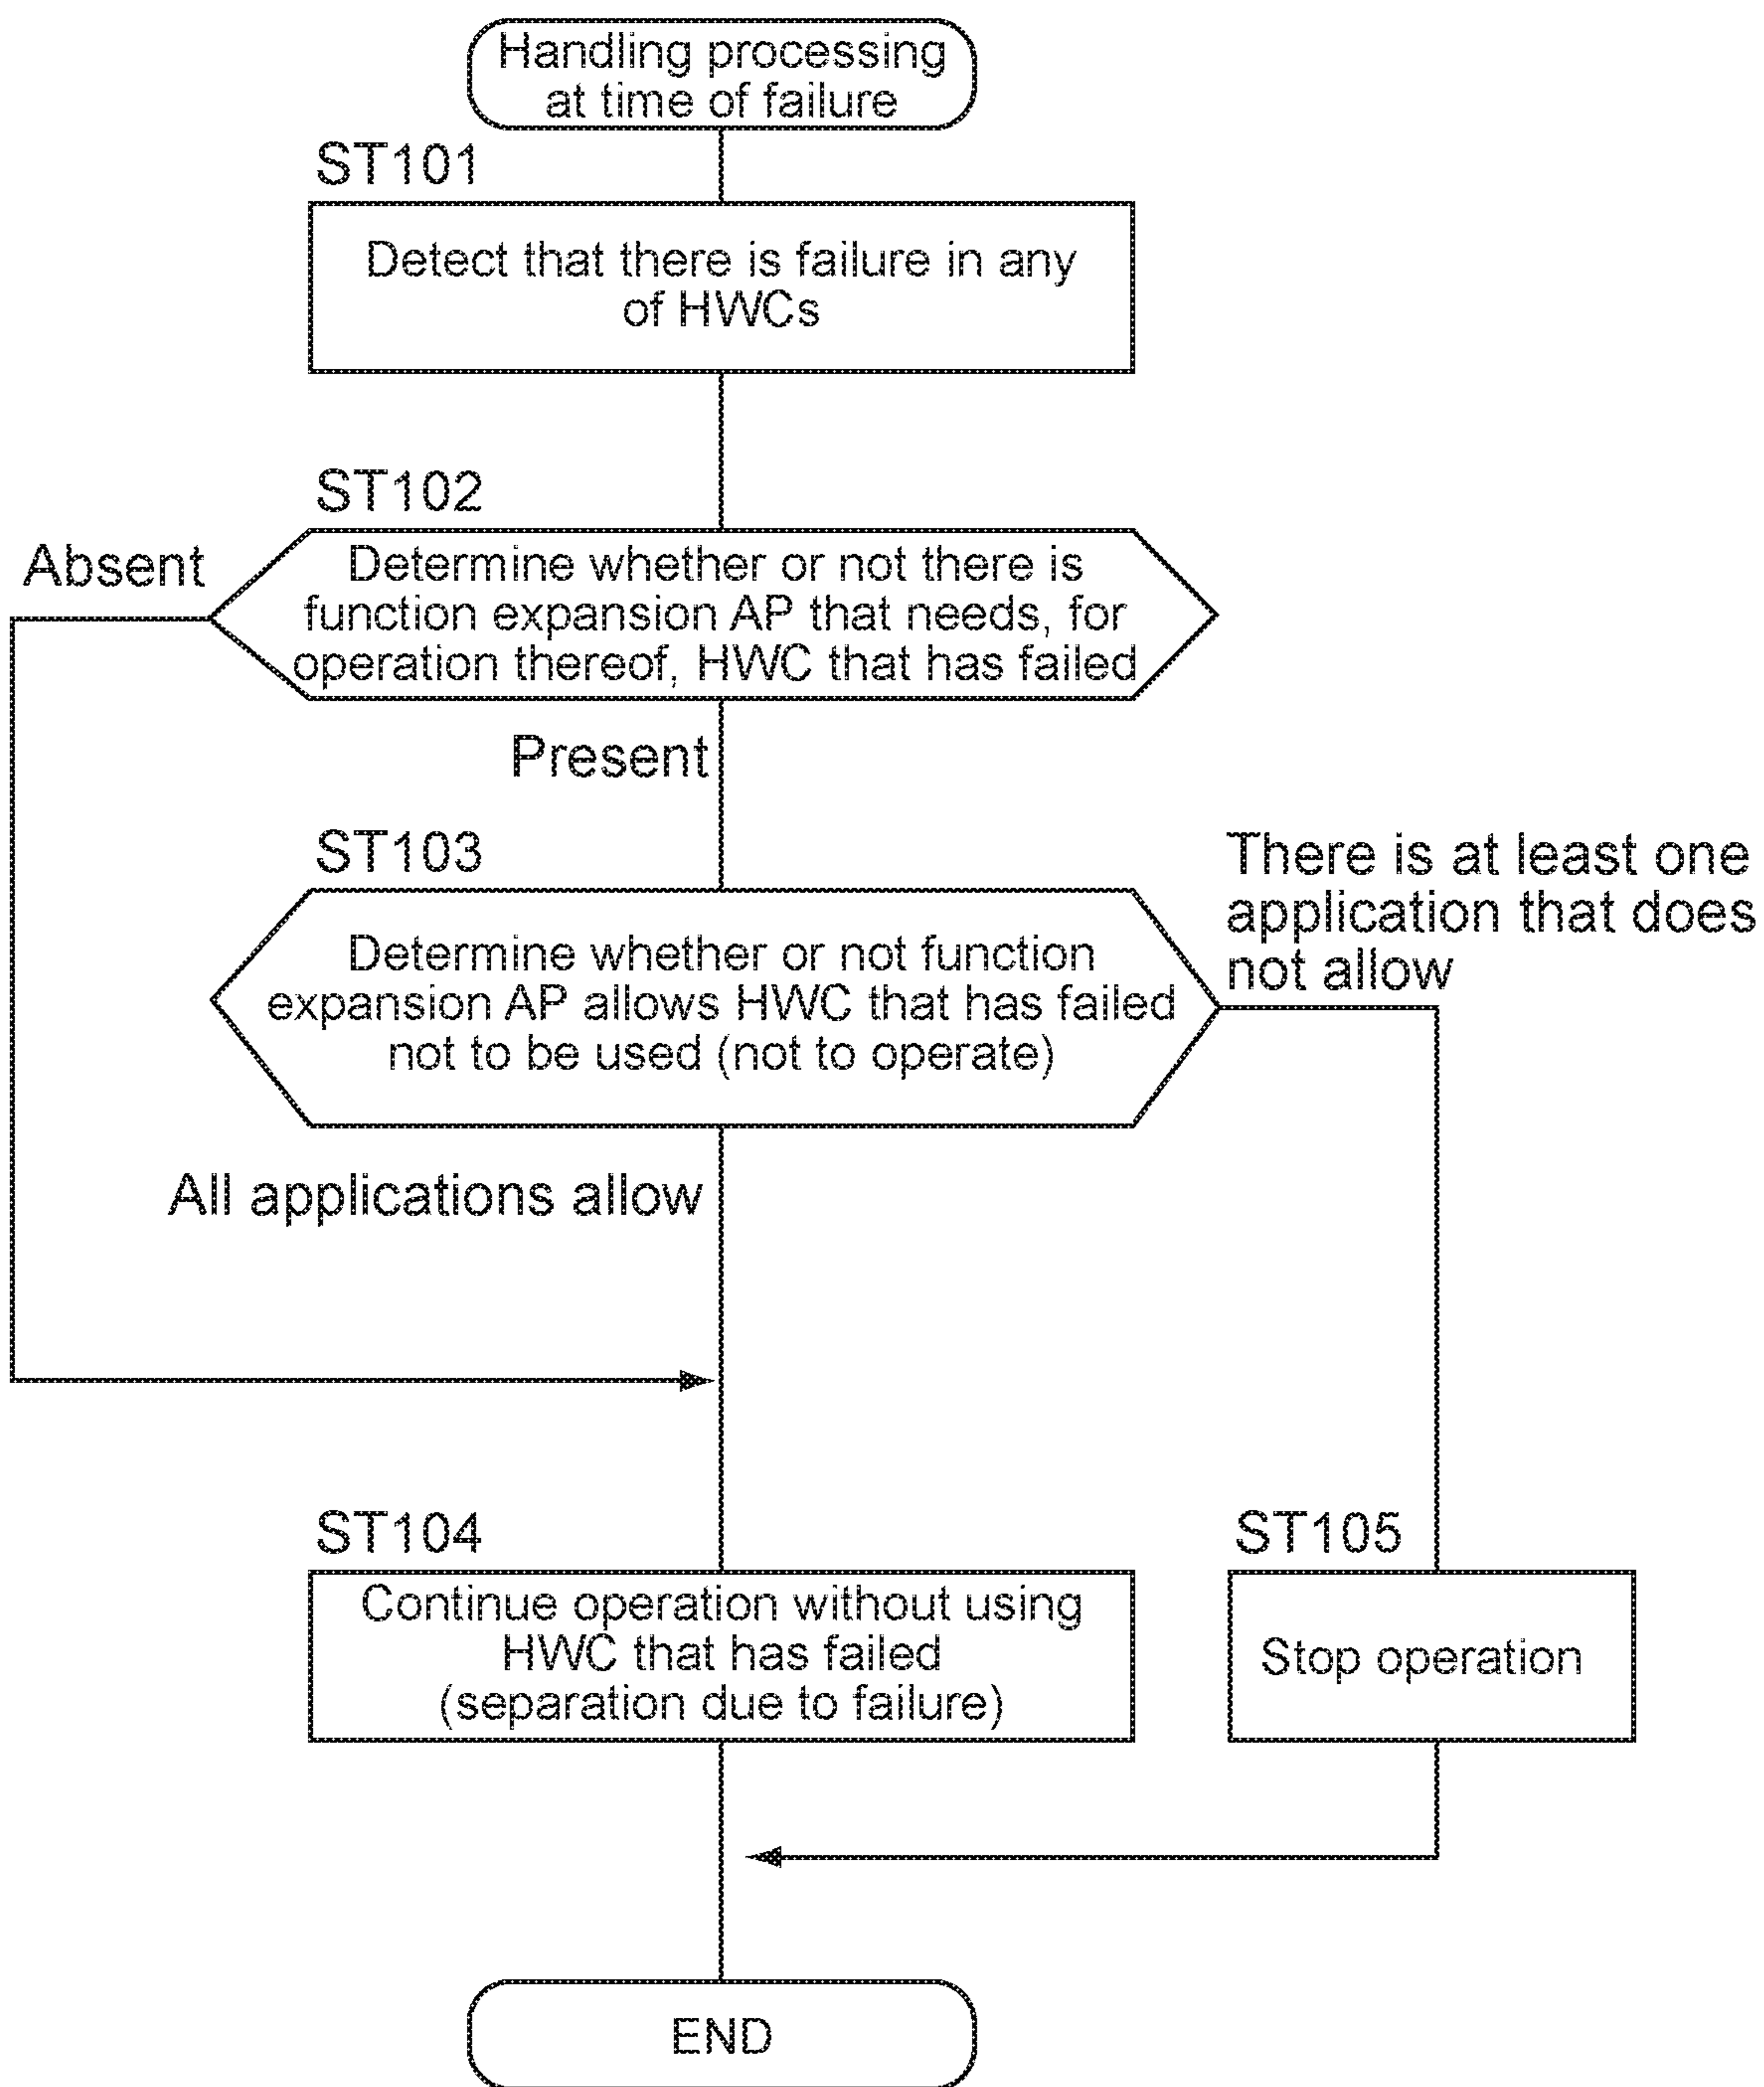 Handling processing
at time of failure
ST101
Detect that there is failure in any
of HWCs
ST102
Absent
Determine whether or not there is
function expansion AP that needs, for
operation thereof, HWC that has failed
Present
ST103
There is at least one
application that does
not allow
Determine whether or not function
expansion AP allows HWC that has failed
not to be used (not to operate)
All applications allow
ST104
Continue operation without using
HWC that has failed
(separation due to failure)
ST105
Stop operation
END